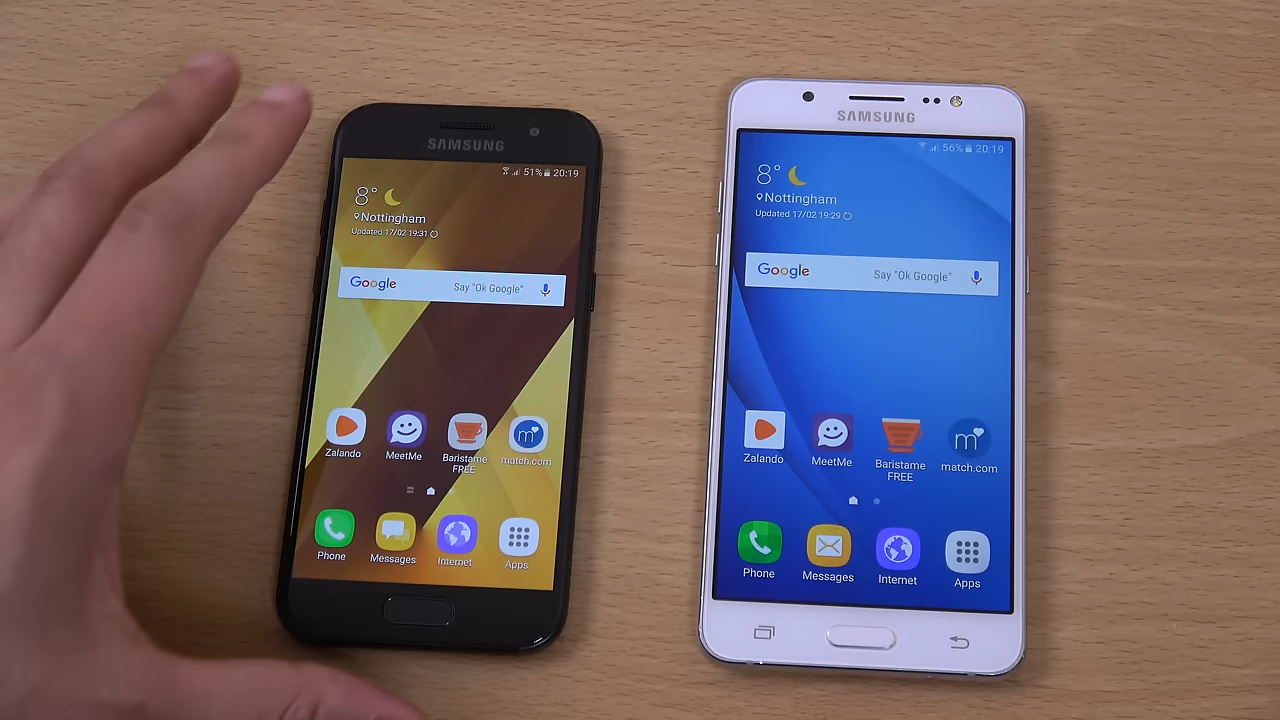 SAMSUNG
51% 20:19
8°
Nottingham
Updated 17/02 19:31
Google Say "Ok Google"
Zalando MeetMe Baristame match.com
FREE
Phone Messages Internet Apps
SAMSUNG
56% 20:19
8°
Nottingham
Updated 17/02 19:29
Google Say "Ok Google"
Zalando MeetMe Baristame match.com
FREE
Phone Messages Internet Apps